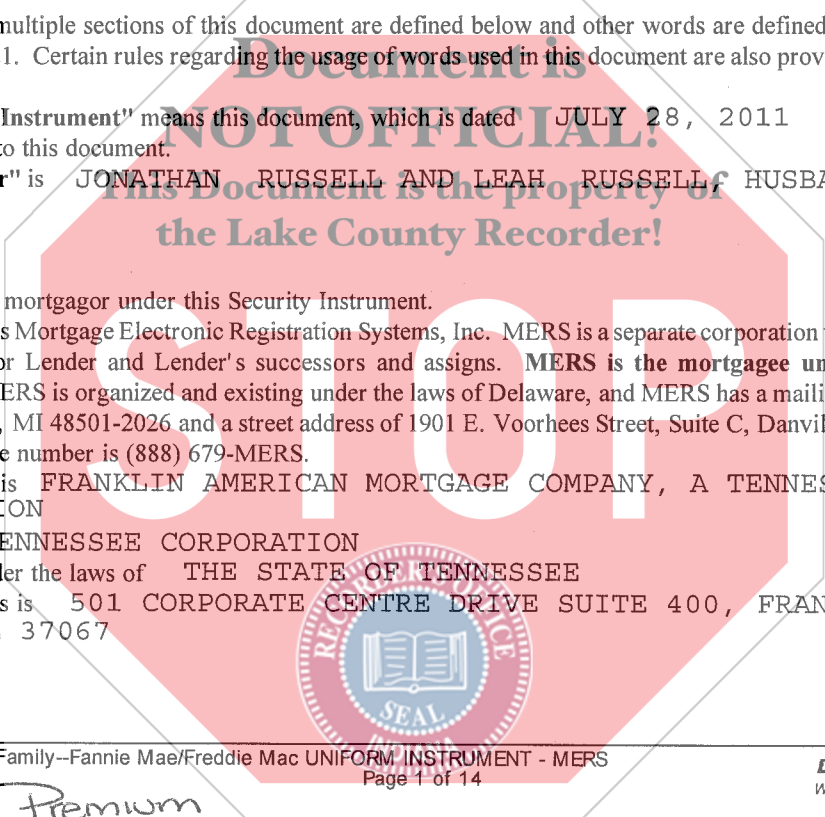 multiple sections of this document are defined below and other words are defined
1. Certain rules regarding the usage of words used in this document are also prov
Document is
Instrument" means this document, which is dated JULY 28, 2011
NOT OFFICIAL!
to this document.
r" is JONATHAN RUSSELL AND LEAH RUSSELL, HUSBA
This Document is the property of
the Lake County Recorder!
mortgagor under this Security Instrument.
s Mortgage Electronic Registration Systems, Inc. MERS is a separate corporation
or Lender and Lender's successors and assigns. MERS is the mortgagee un
ERS is organized and existing under the laws of Delaware, and MERS has a maili
, MI 48501-2026 and a street address of 1901 E. Voorhees Street, Suite C, Danvil
e number is (888) 679-MERS.
STOP
is FRANKLIN AMERICAN MORTGAGE COMPANY, A TENNES
ION
ENNESSEE CORPORATION
er the laws of THE STATE OF TENNESSEE
s is 501 CORPORATE CENTRE DRIVE SUITE 400, FRAN
37067
RECORDER'S OFFICE
SEAL
INDIANA
Family--Fannie Mae/Freddie Mac UNIFORM INSTRUMENT - MERS
Page 1 of 14
Premium